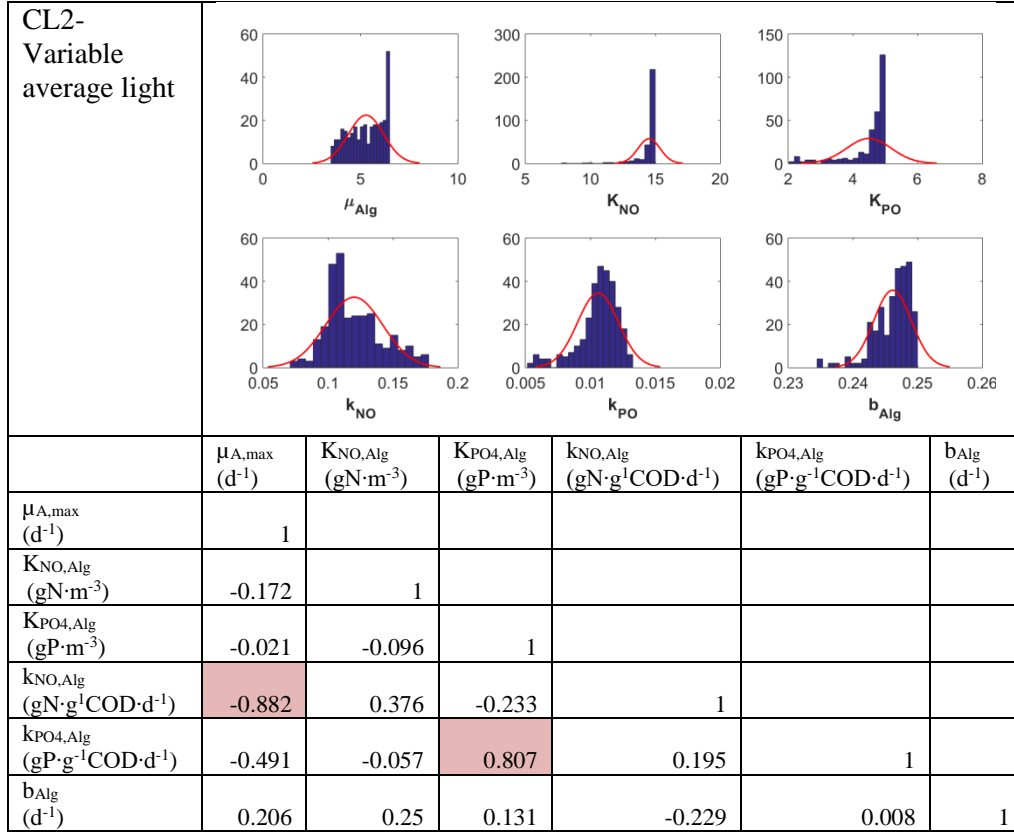 CL2-
Variable
average light
60
40
20
0
0
5
10
μAlg
300
200
100
0
5
10
15
20
KNO
150
100
50
0
2
4
6
8
KPO
60
40
20
0
0.05
0.1
0.15
0.2
kNO
60
40
20
0
0.005
0.01
0.015
0.02
kPO
60
40
20
0
0.23
0.24
0.25
0.26
bAlg
μA,max KNO,Alg KPO4,Alg kNO,Alg kPO4,Alg bAlg
(d-1) (gN·m-3) (gP·m-3) (gN·g1COD·d-1) (gP·g-1COD·d-1) (d-1)
μA,max
(d-1) 1
KNO,Alg
(gN·m-3) -0.172 1
KPO4,Alg
(gP·m-3) -0.021 -0.096 1
kNO,Alg
(gN·g1COD·d-1) -0.882 0.376 -0.233 1
kPO4,Alg
(gP·g-1COD·d-1) -0.491 -0.057 0.807 0.195 1
bAlg
(d-1) 0.206 0.25 0.131 -0.229 0.008 1